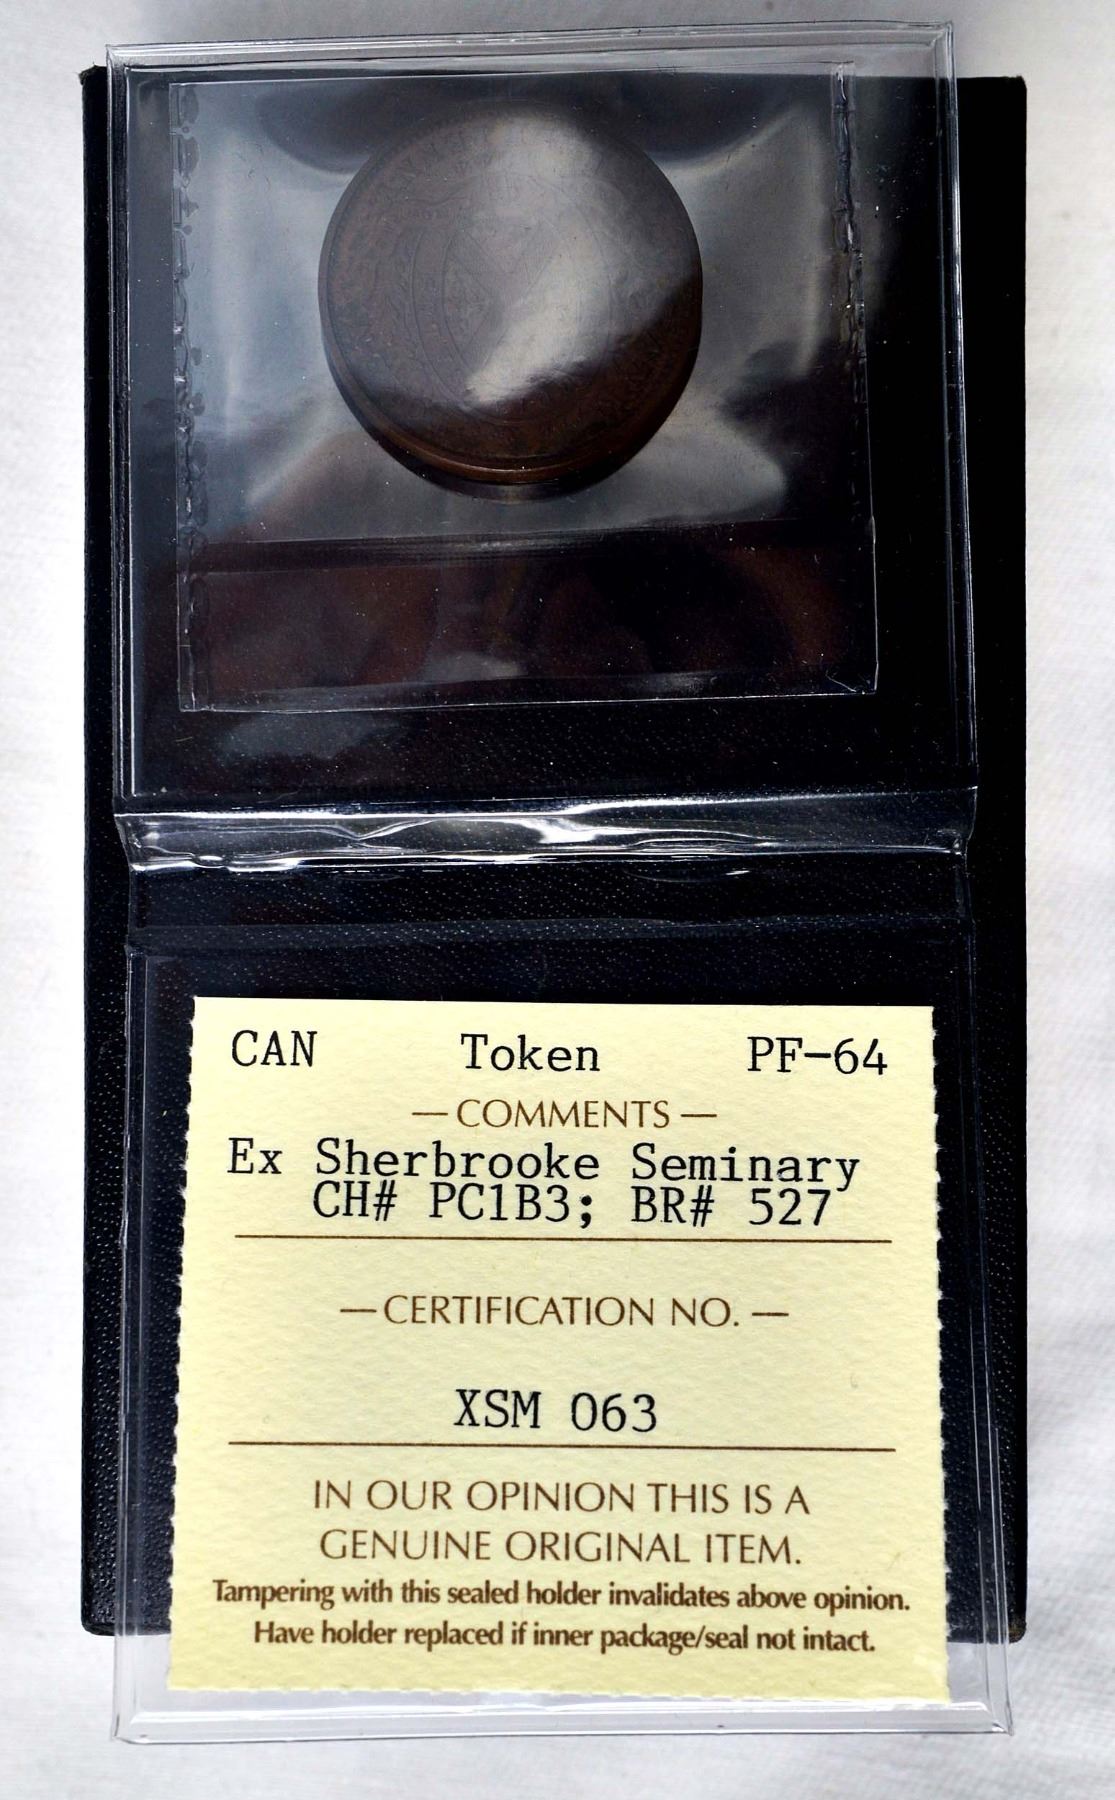 CAN Token PF-64
— COMMENTS —
Ex Sherbrooke Seminary
CH# PC1B3; BR# 527
— CERTIFICATION NO. —
XSM 063
IN OUR OPINION THIS IS A
GENUINE ORIGINAL ITEM.
Tampering with this sealed holder invalidates above opinion.
Have holder replaced if inner package/seal not intact.